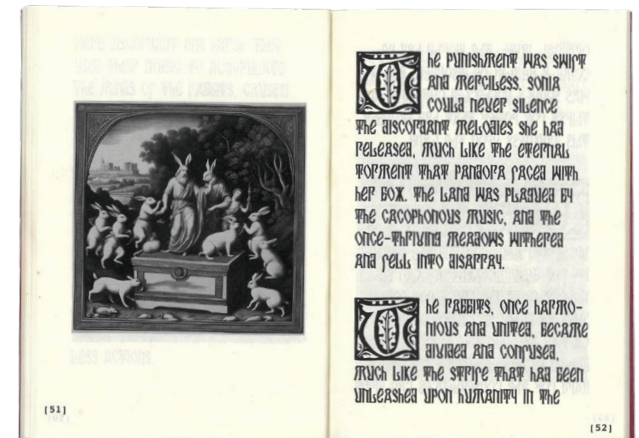 [51]
The punishment was swift
and merciless. Sonia
could never silence
the discordant melodies she had
released, much like the eternal
torment that Pandora faced with
her box. The land was plagued by
the cacophonous music, and the
once-thriving meadows withered
and fell into disarray.
The rabbits, once harmo-
nious and united, became
divided and confused,
much like the strife that had been
unleashed upon humanity in the
[52]